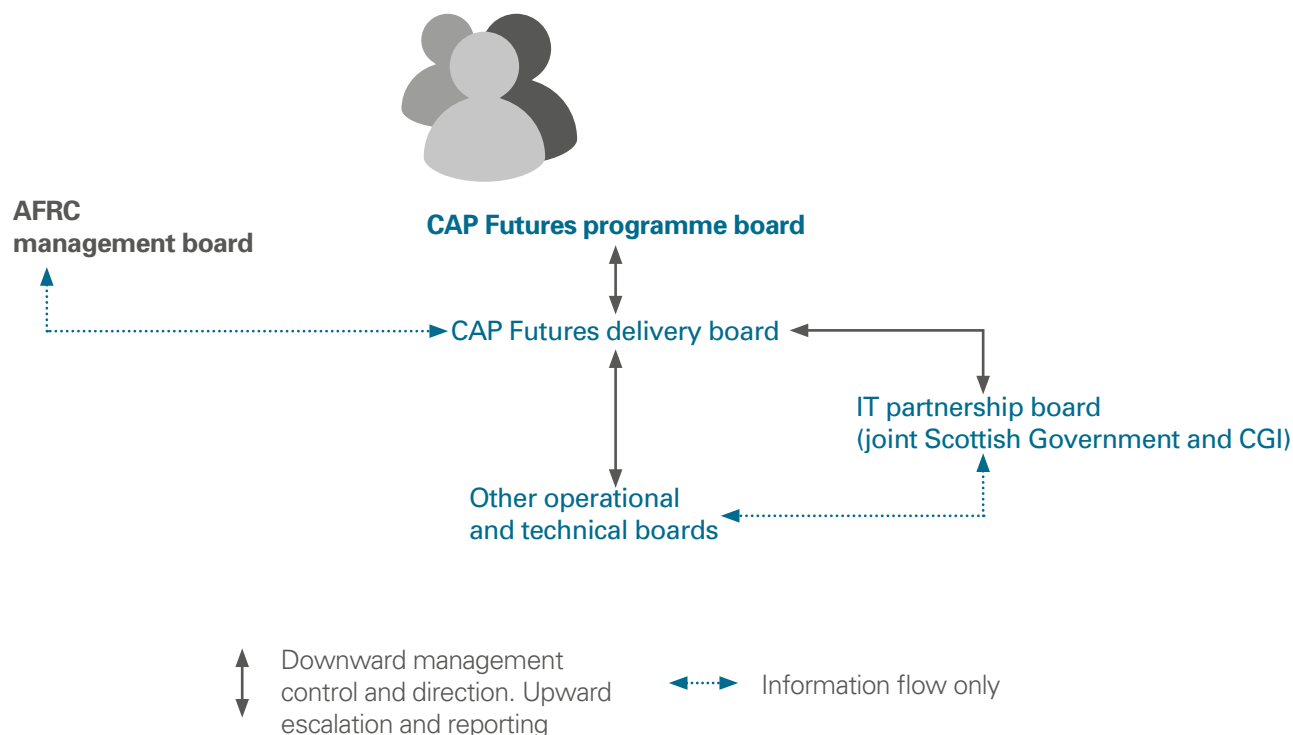 AFRC
management board
CAP Futures programme board
CAP Futures delivery board
IT partnership board
(joint Scottish Government and CGI)
Other operational
and technical boards
Downward management
control and direction. Upward
escalation and reporting
Information flow only